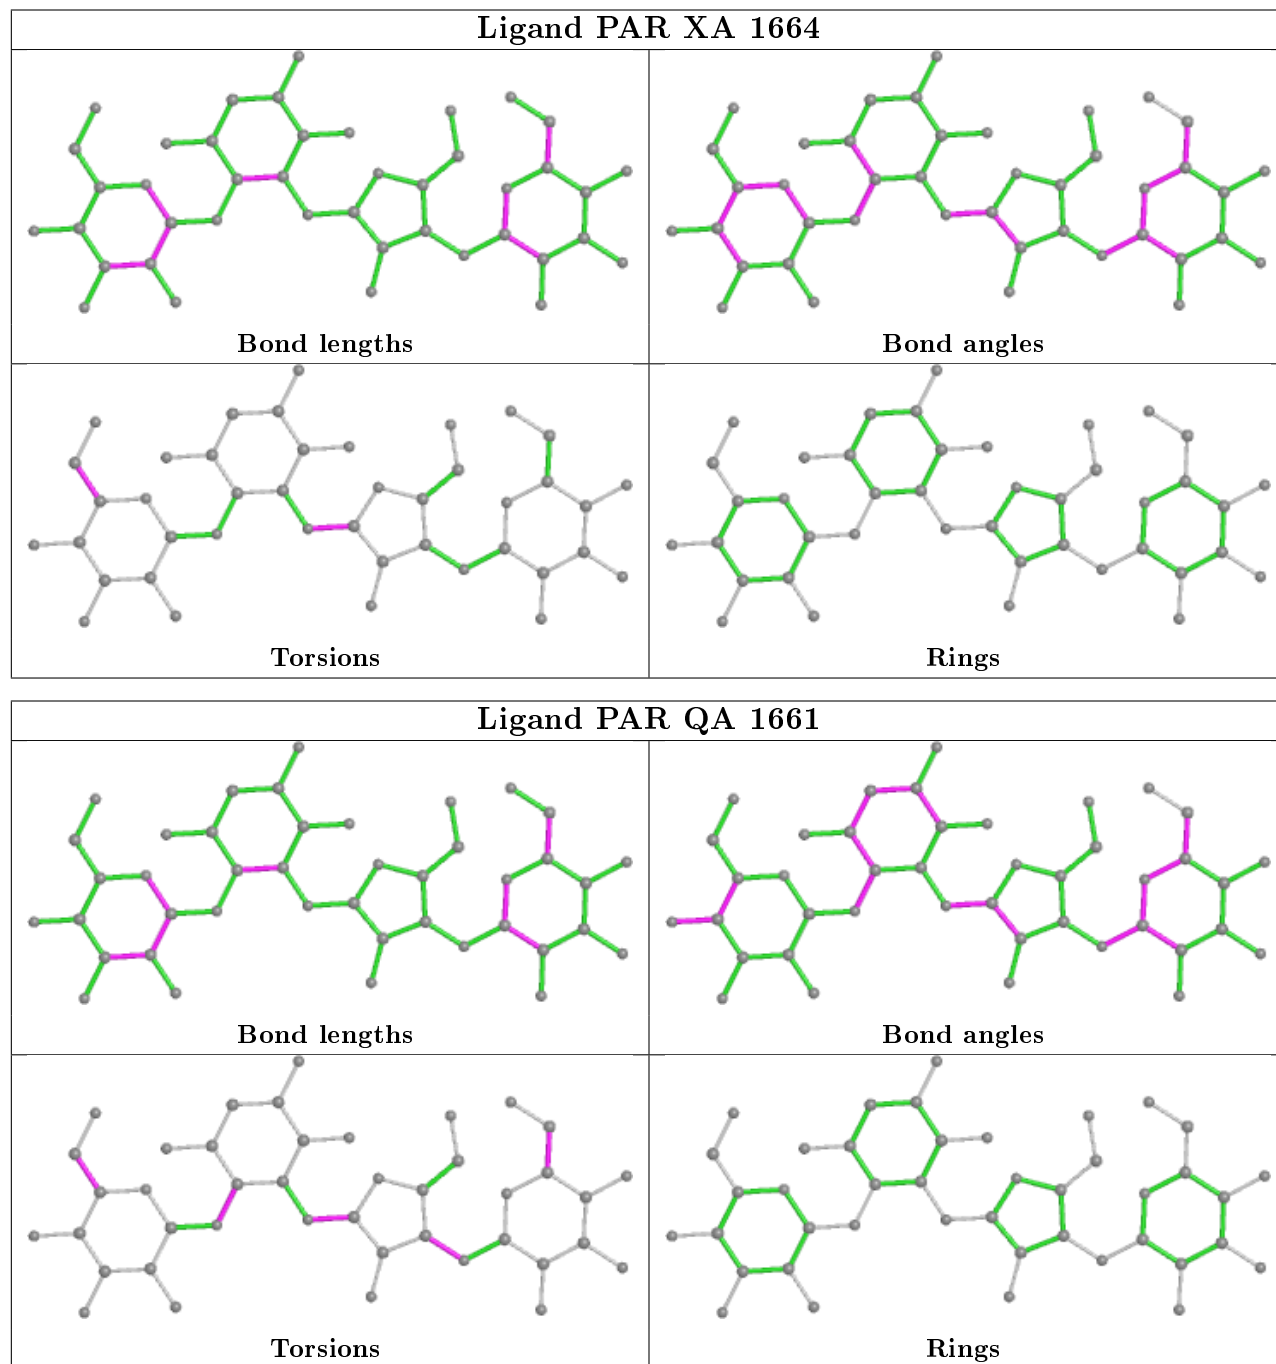 Ligand PAR XA 1664
Bond lengths
Bond angles
Torsions
Rings
Ligand PAR QA 1661
Bond lengths
Bond angles
Torsions
Rings